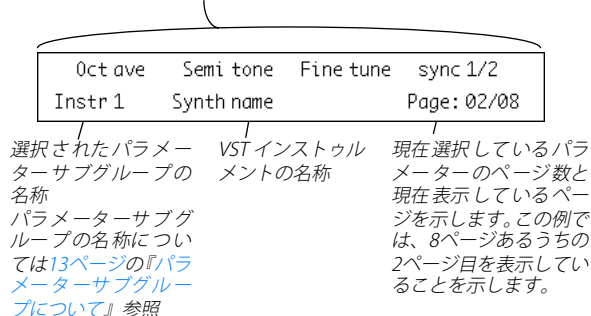 Octave Semitone Finetune sync 1/2
Instr 1 Synth name Page: 02/08
選択されたパラメー
ターサブグループの
名称
パラメーターサブグ
ループの名称につい
ては13ページの『パラ
メーターサブグルー
プについて』参照
VSTインストゥル
メントの名称
現在選択しているパラ
メーターのページ数と
現在表示しているペー
ジを示します。この例で
は、8ページあるうちの
2ページ目を表示してい
ることを示します。